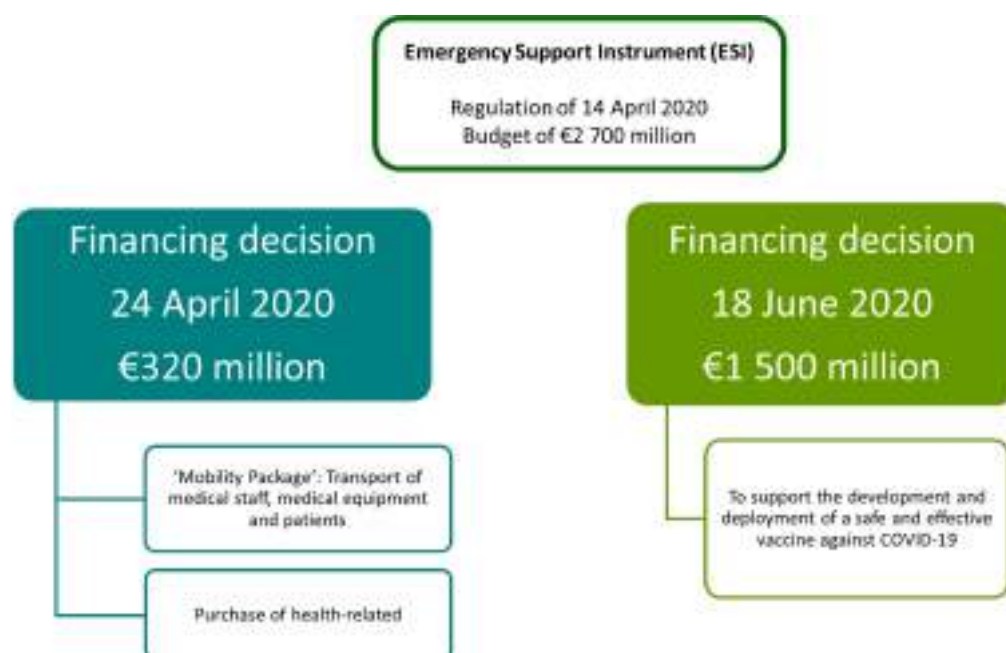 Emergency Support Instrument (ESI)
Regulation of 14 April 2020
Budget of €2 700 million
Financing decision
24 April 2020
€320 million
'Mobility Package': Transport of
medical staff, medical equipment
and patients
Purchase of health-related
Financing decision
18 June 2020
€1 500 million
To support the development and
deployment of a safe and effective
vaccine against COVID-19